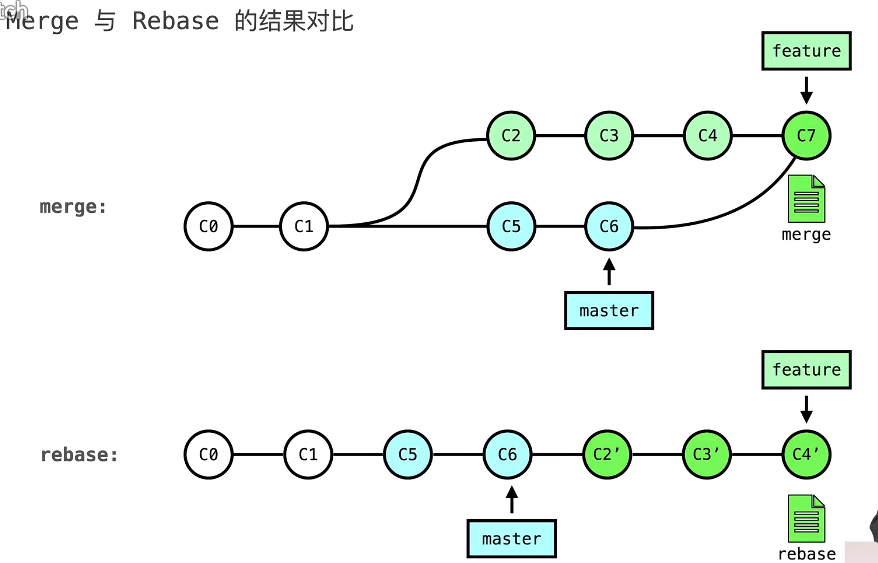 tch
Merge 与 Rebase 的结果对比
feature
C2 C3 C4 C7
merge:
C0 C1 C5 C6
merge
master
feature
rebase:
C0 C1 C5 C6 C2’ C3’ C4’
master
rebase